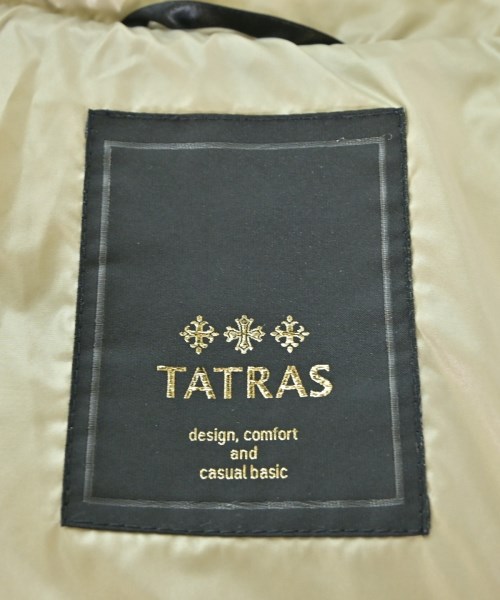 TATRAS
design, comfort
and
casual basic